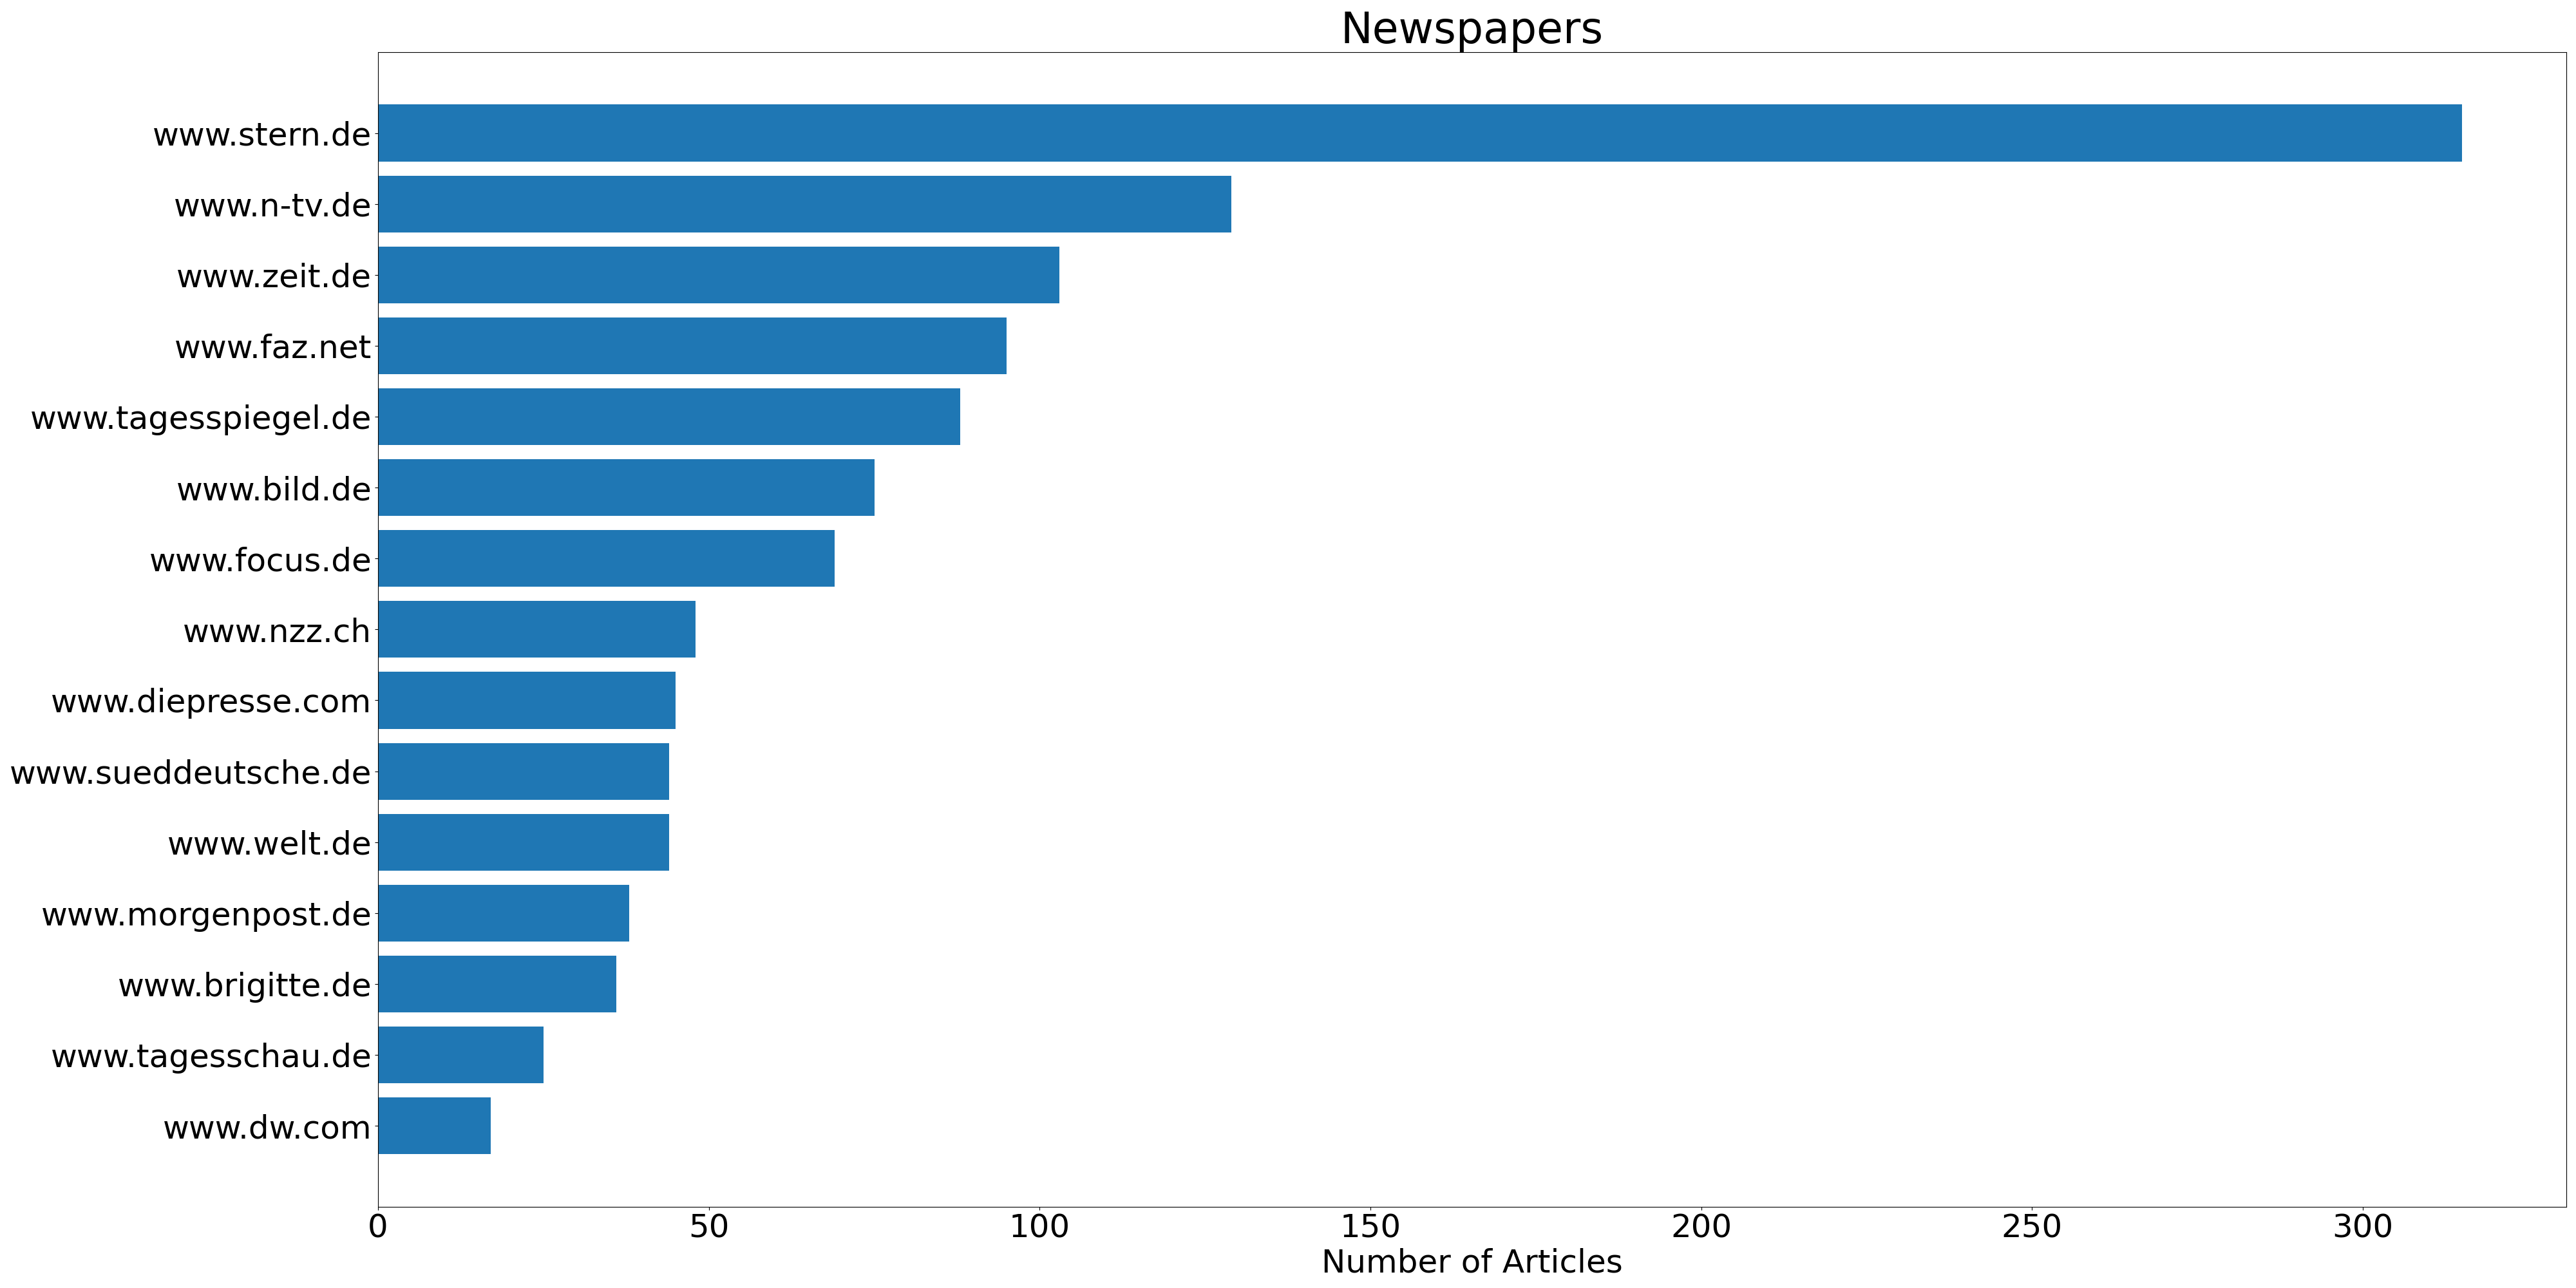 Newspapers
www.stern.de
www.n-tv.de
www.zeit.de
www.faz.net
www.tagesspiegel.de
www.bild.de
www.focus.de
www.nzz.ch
www.diepresse.com
www.sueddeutsche.de
www.welt.de
www.morgenpost.de
www.brigitte.de
www.tagesschau.de
www.dw.com
0 50 100 150 200 250 300
Number of Articles